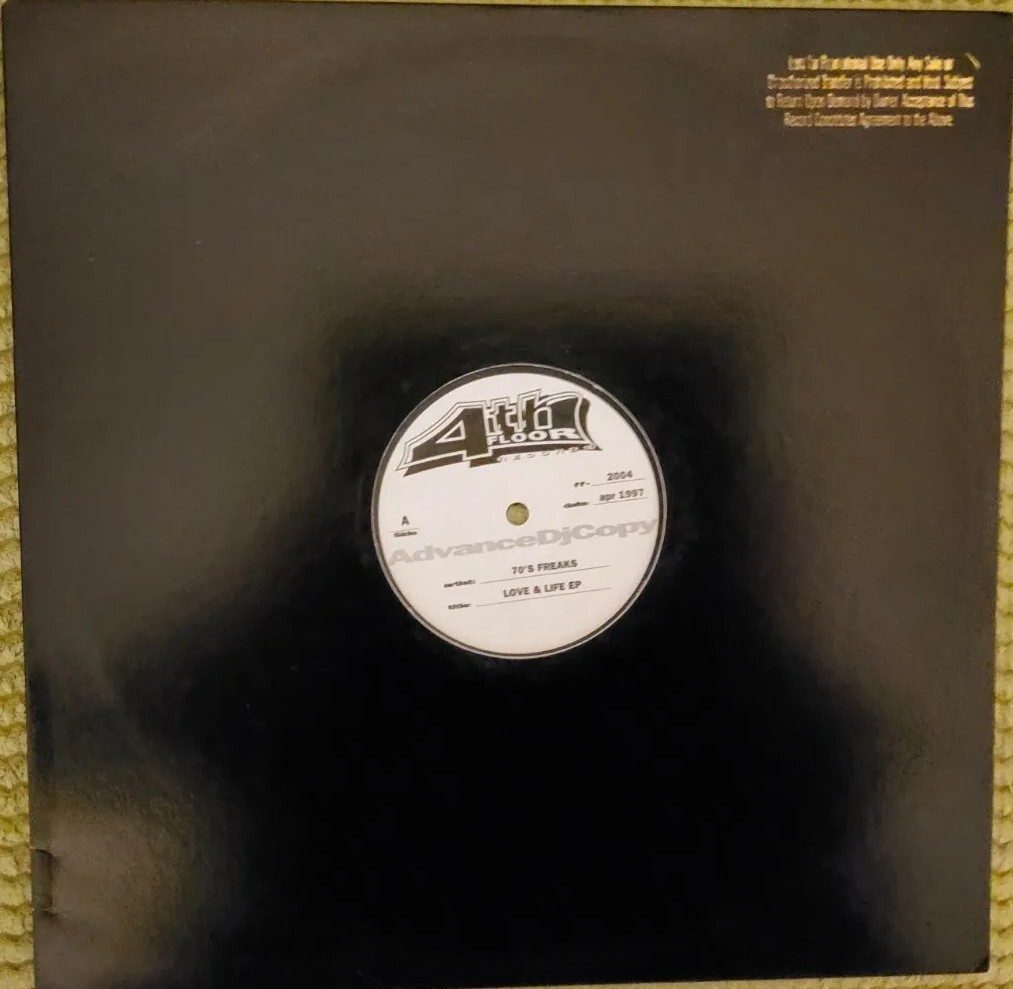 Lent for Promotional Use Only Any Sale or
Unauthorized Transfer is Prohibited and Void. Subject
to Return Upon Demand by Owner. Acceptance of This
Record Constitutes Agreement to the Above.
4th
FLOOR
RECORDS
ff- 2004
date: apr 1997
A
Side
AdvanceDjCopy
artist: 70'S FREAKS
title: LOVE & LIFE EP